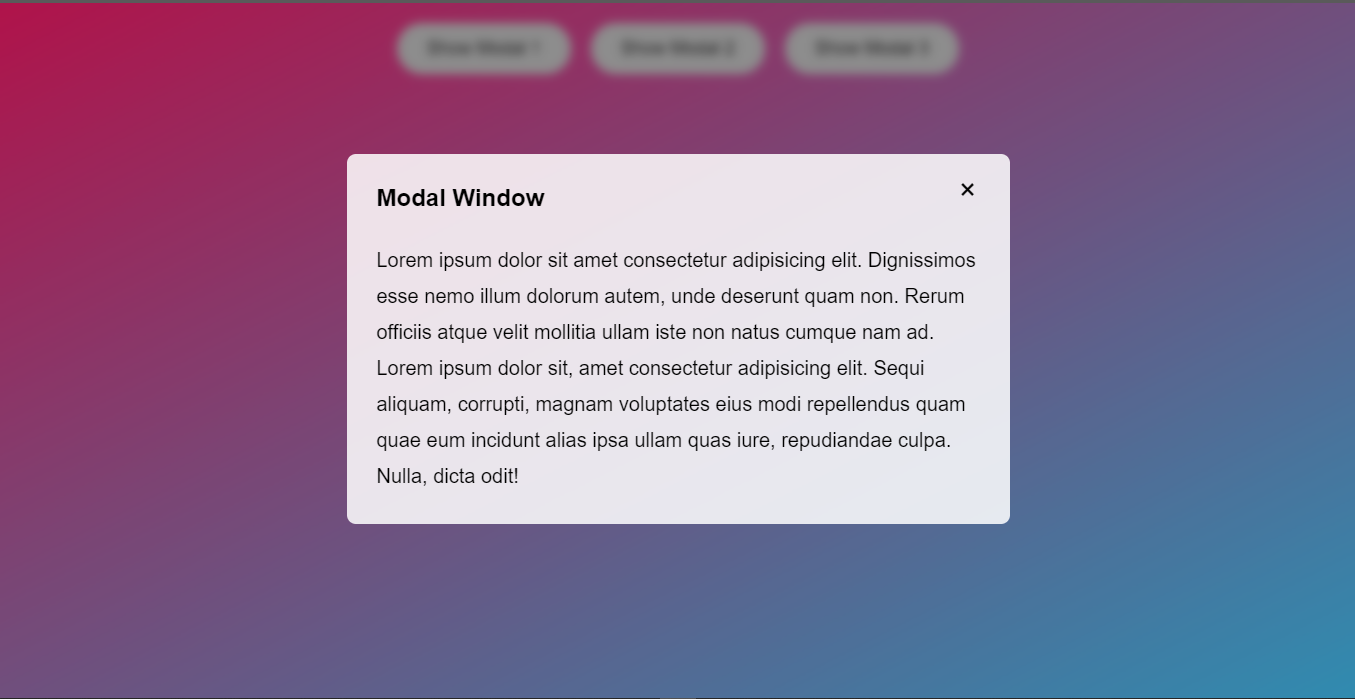 Show Modal 1 Show Modal 2 Show Modal 3
Modal Window ×
Lorem ipsum dolor sit amet consectetur adipisicing elit. Dignissimos
esse nemo illum dolorum autem, unde deserunt quam non. Rerum
officiis atque velit mollitia ullam iste non natus cumque nam ad.
Lorem ipsum dolor sit, amet consectetur adipisicing elit. Sequi
aliquam, corrupti, magnam voluptates eius modi repellendus quam
quae eum incidunt alias ipsa ullam quas iure, repudiandae culpa.
Nulla, dicta odit!